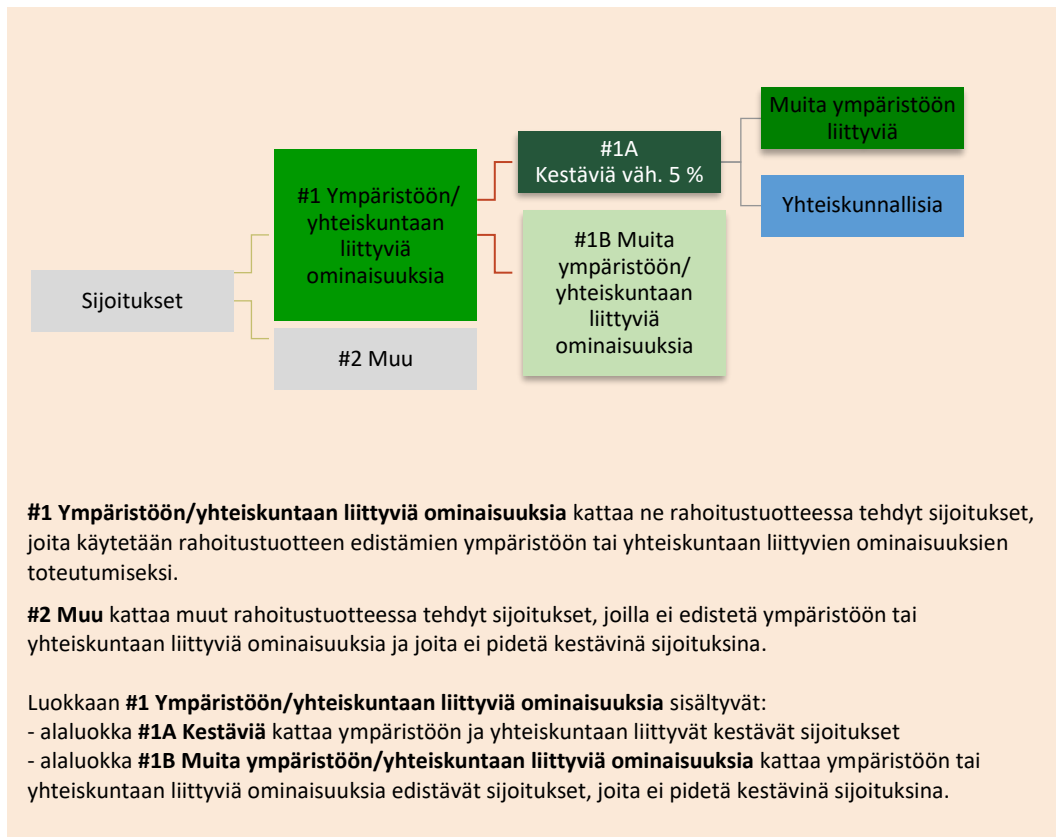 Muita ympäristöön
liittyviä
#1A
Kestäviä väh. 5 %
#1 Ympäristöön/
yhteiskuntaan
liittyviä
ominaisuuksia
Yhteiskunnallisia
#1B Muita
ympäristöön/
yhteiskuntaan
liittyviä
ominaisuuksia
Sijoitukset
#2 Muu
#1 Ympäristöön/yhteiskuntaan liittyviä ominaisuuksia kattaa ne rahoitustuotteessa tehdyt sijoitukset,
joita käytetään rahoitustuotteen edistämien ympäristöön tai yhteiskuntaan liittyvien ominaisuuksien
toteutumiseksi.
#2 Muu kattaa muut rahoitustuotteessa tehdyt sijoitukset, joilla ei edistetä ympäristöön tai
yhteiskuntaan liittyviä ominaisuuksia ja joita ei pidetä kestävinä sijoituksina.
Luokkaan #1 Ympäristöön/yhteiskuntaan liittyviä ominaisuuksia sisältyvät:
- alaluokka #1A Kestäviä kattaa ympäristöön ja yhteiskuntaan liittyvät kestävät sijoitukset
- alaluokka #1B Muita ympäristöön/yhteiskuntaan liittyviä ominaisuuksia kattaa ympäristöön tai
yhteiskuntaan liittyviä ominaisuuksia edistävät sijoitukset, joita ei pidetä kestävinä sijoituksina.